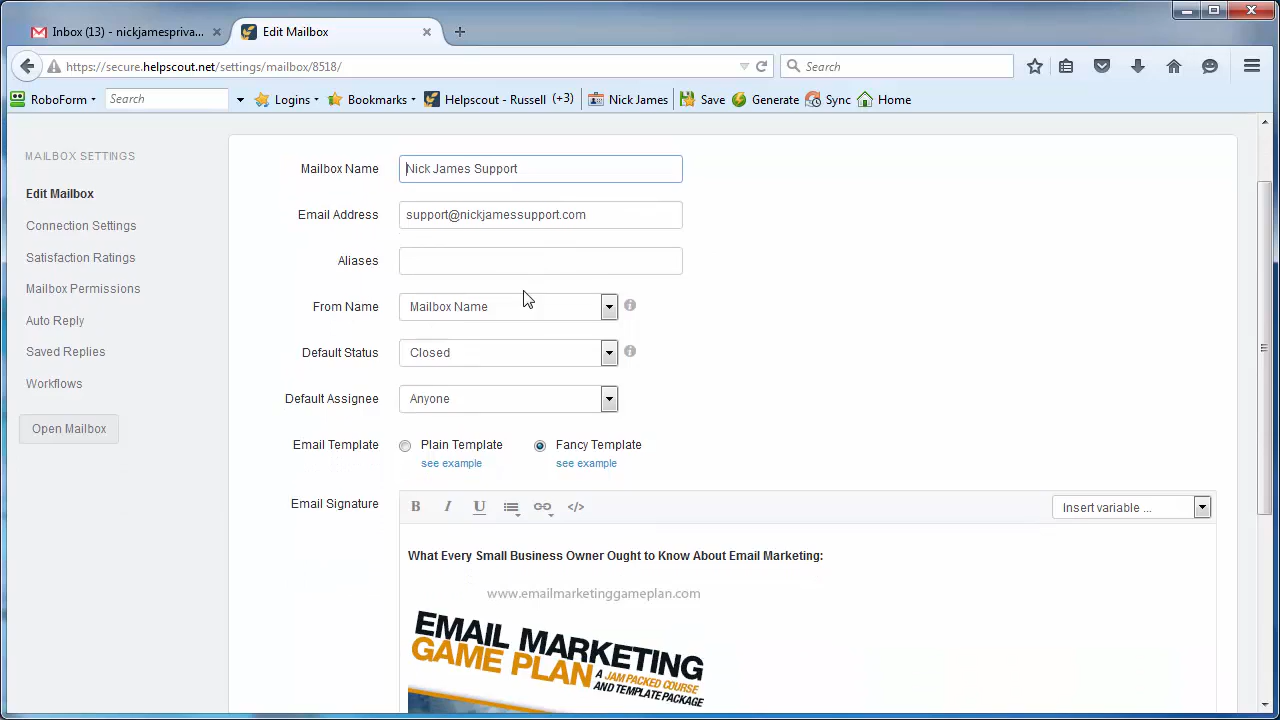 Inbox (13) - nickjamespriva...
Edit Mailbox
https://secure.helpscout.net/settings/mailbox/8518/
Search
RoboForm
Search
Logins
Bookmarks
Helpscout - Russell (+3)
Nick James
Save
Generate
Sync
Home
MAILBOX SETTINGS
Edit Mailbox
Connection Settings
Satisfaction Ratings
Mailbox Permissions
Auto Reply
Saved Replies
Workflows
Open Mailbox
Mailbox Name
Nick James Support
Email Address
support@nickjamessupport.com
Aliases
From Name
Mailbox Name
Default Status
Closed
Default Assignee
Anyone
Email Template
Plain Template
see example
Fancy Template
see example
Email Signature
B I U </>
Insert variable ...
What Every Small Business Owner Ought to Know About Email Marketing:
www.emailmarketinggameplan.com
EMAIL MARKETING
GAME PLAN
A JAM PACKED COURSE
AND TEMPLATE PACKAGE